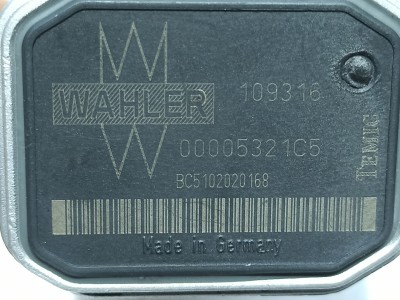 W
WAHLER
W
109316
00005321C5
BC5102020168
TEMIC
Made in Germany